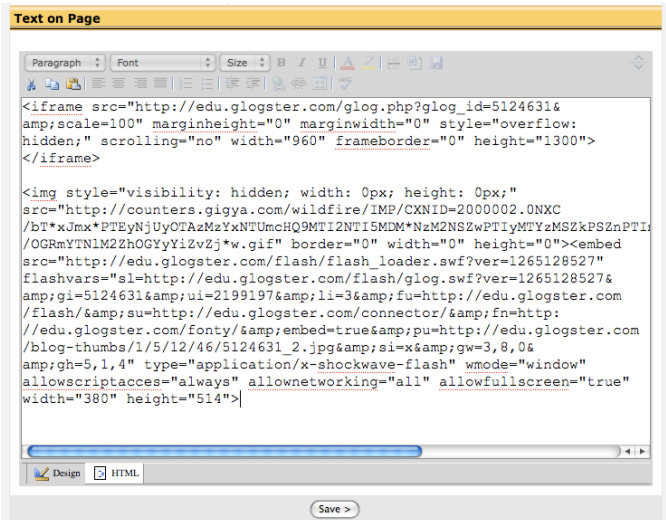 Text on Page
Paragraph Font Size B I U A
<iframe src="http://edu.glogster.com/glog.php?glog_id=5124631&
amp;scale=100" marginheight="0" marginwidth="0" style="overflow:
hidden;" scrolling="no" width="960" frameborder="0" height="1300">
</iframe>
<img style="visibility: hidden; width: 0px; height: 0px;"
src="http://counters.gigya.com/wildfire/IMP/CXNID=2000002.0NXC
/bT*xJmx*PTEyNjUyOTAzMzYxNTUmcHQ9MTI2NTI5MDM*NzM2NSZwPTIyMTYzMSZkPSZnPTI
/OGRmYTNlM2ZhOGYyYiZvZj*w.gif" border="0" width="0" height="0"><embed
src="http://edu.glogster.com/flash/flash_loader.swf?ver=1265128527"
flashvars="sl=http://edu.glogster.com/flash/glog.swf?ver=1265128527&
amp;gi=5124631&amp;ui=2199197&amp;li=3&amp;fu=http://edu.glogster.com
/flash/&amp;su=http://edu.glogster.com/connector/&amp;fn=http:
//edu.glogster.com/fonty/&amp;embed=true&amp;pu=http://edu.glogster.com
/blog-thumbs/1/5/12/46/5124631_2.jpg&amp;si=x&amp;gw=3,8,0&
amp;gh=5,1,4" type="application/x-shockwave-flash" wmode="window"
allowscriptacces="always" allownetworking="all" allowfullscreen="true"
width="380" height="514">
Design HTML
Save >